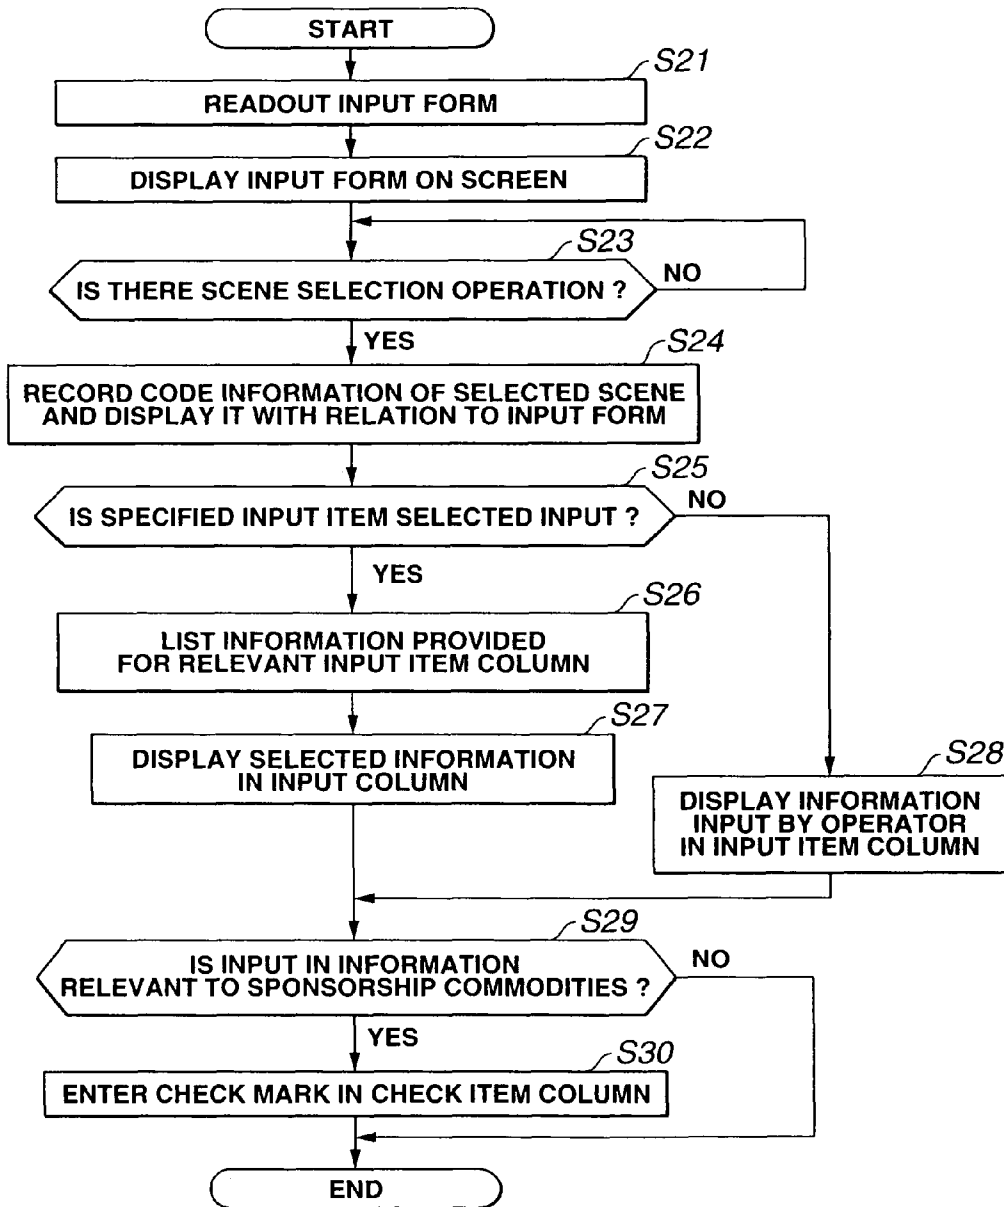 START
S21
READOUT INPUT FORM
S22
DISPLAY INPUT FORM ON SCREEN
S23
IS THERE SCENE SELECTION OPERATION ?
NO
YES
S24
RECORD CODE INFORMATION OF SELECTED SCENE
AND DISPLAY IT WITH RELATION TO INPUT FORM
S25
IS SPECIFIED INPUT ITEM SELECTED INPUT ?
NO
YES
S26
LIST INFORMATION PROVIDED
FOR RELEVANT INPUT ITEM COLUMN
S27
DISPLAY SELECTED INFORMATION
IN INPUT COLUMN
S28
DISPLAY INFORMATION
INPUT BY OPERATOR
IN INPUT ITEM COLUMN
S29
IS INPUT IN INFORMATION
RELEVANT TO SPONSORSHIP COMMODITIES ?
NO
YES
S30
ENTER CHECK MARK IN CHECK ITEM COLUMN
END